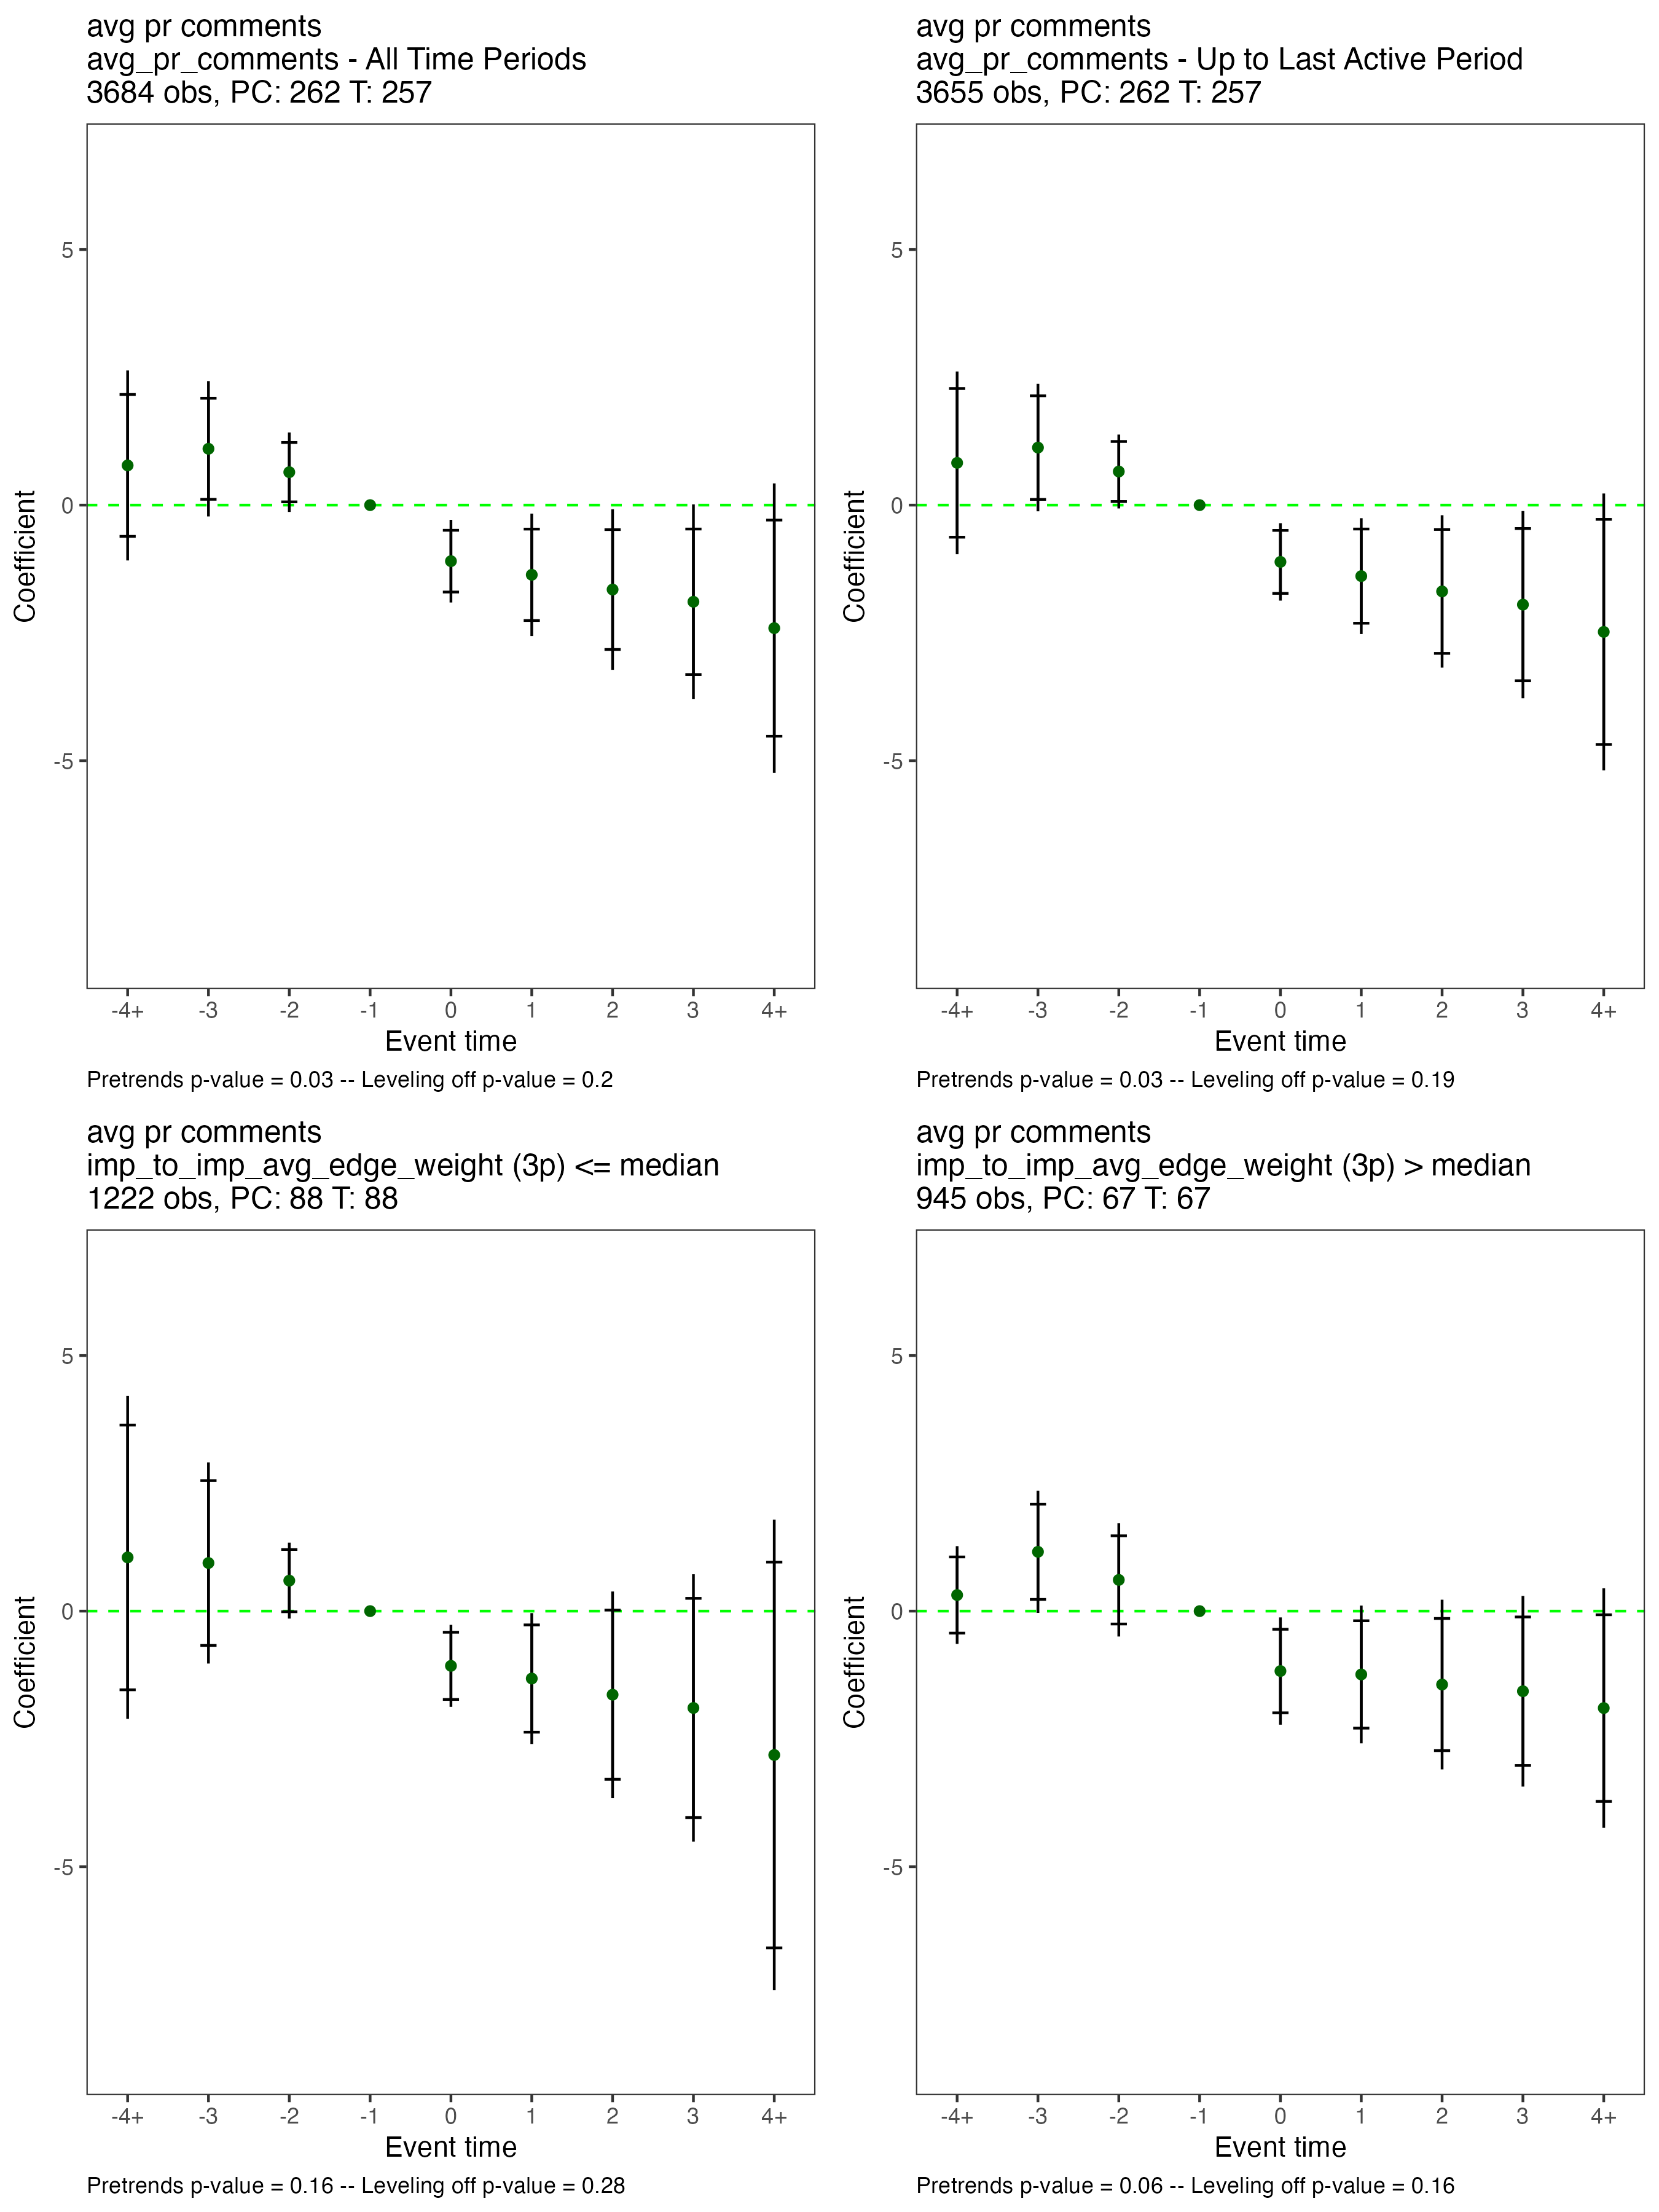 avg pr comments
avg_pr_comments - All Time Periods
3684 obs, PC: 262 T: 257
5
0
-5
Coefficient
-4+ -3 -2 -1 0 1 2 3 4+
Event time
Pretrends p-value = 0.03 -- Leveling off p-value = 0.2
avg pr comments
avg_pr_comments - Up to Last Active Period
3655 obs, PC: 262 T: 257
5
0
-5
Coefficient
-4+ -3 -2 -1 0 1 2 3 4+
Event time
Pretrends p-value = 0.03 -- Leveling off p-value = 0.19
avg pr comments
imp_to_imp_avg_edge_weight (3p) <= median
1222 obs, PC: 88 T: 88
5
0
-5
Coefficient
-4+ -3 -2 -1 0 1 2 3 4+
Event time
Pretrends p-value = 0.16 -- Leveling off p-value = 0.28
avg pr comments
imp_to_imp_avg_edge_weight (3p) > median
945 obs, PC: 67 T: 67
5
0
-5
Coefficient
-4+ -3 -2 -1 0 1 2 3 4+
Event time
Pretrends p-value = 0.06 -- Leveling off p-value = 0.16